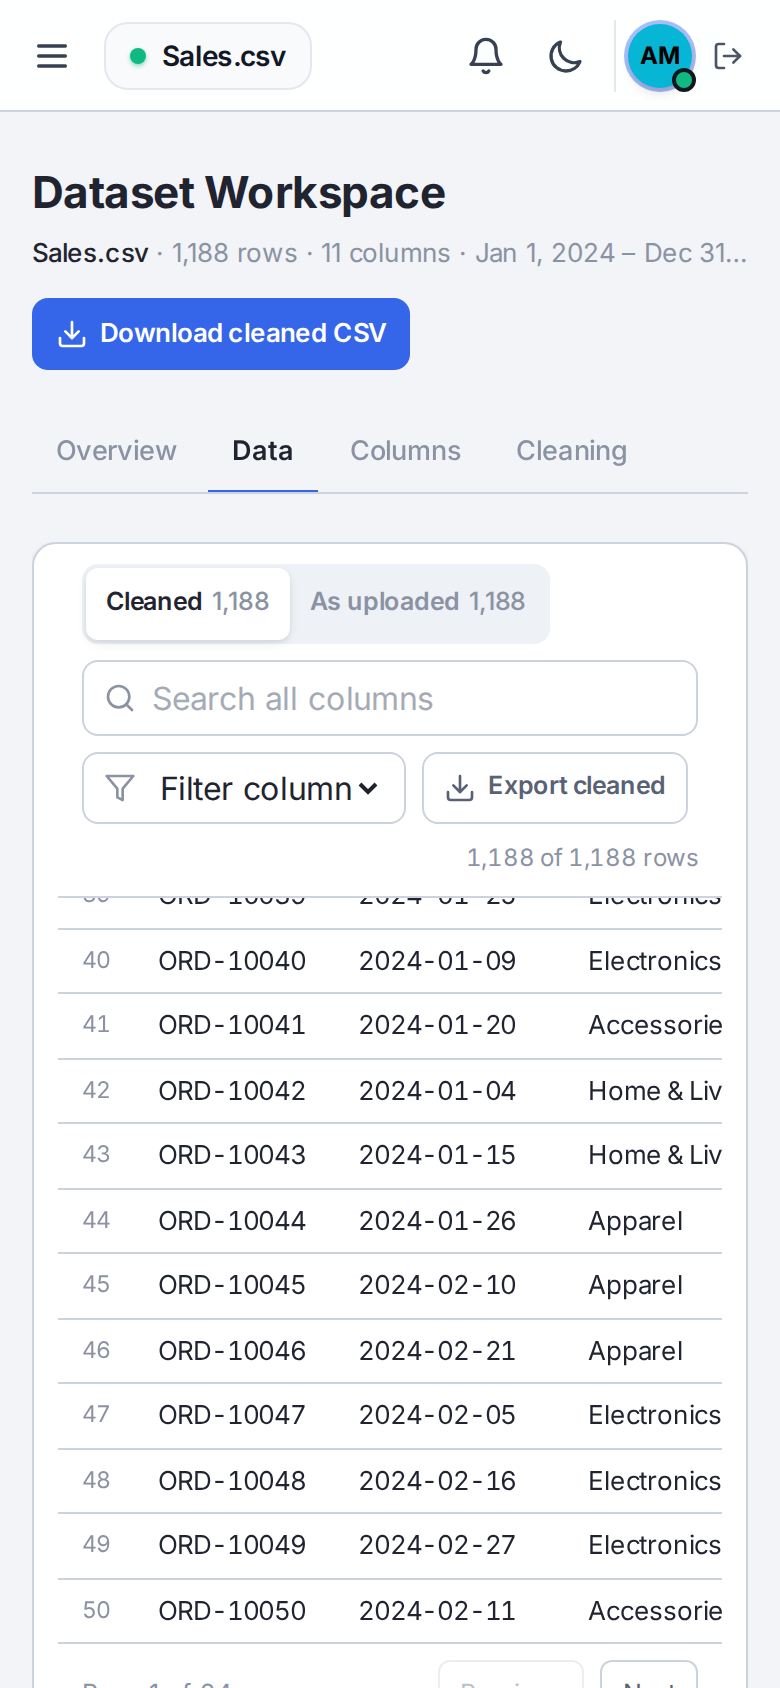 Sales.csv
AM
Dataset Workspace
Sales.csv · 1,188 rows · 11 columns · Jan 1, 2024 – Dec 31...
Download cleaned CSV
Overview Data Columns Cleaning
Cleaned 1,188 As uploaded 1,188
Search all columns
Filter column Export cleaned
1,188 of 1,188 rows
39 ORD-10039 Electronics
40 ORD-10040 2024-01-09 Electronics
41 ORD-10041 2024-01-20 Accessorie
42 ORD-10042 2024-01-04 Home & Liv
43 ORD-10043 2024-01-15 Home & Liv
44 ORD-10044 2024-01-26 Apparel
45 ORD-10045 2024-02-10 Apparel
46 ORD-10046 2024-02-21 Apparel
47 ORD-10047 2024-02-05 Electronics
48 ORD-10048 2024-02-16 Electronics
49 ORD-10049 2024-02-27 Electronics
50 ORD-10050 2024-02-11 Accessorie
Next